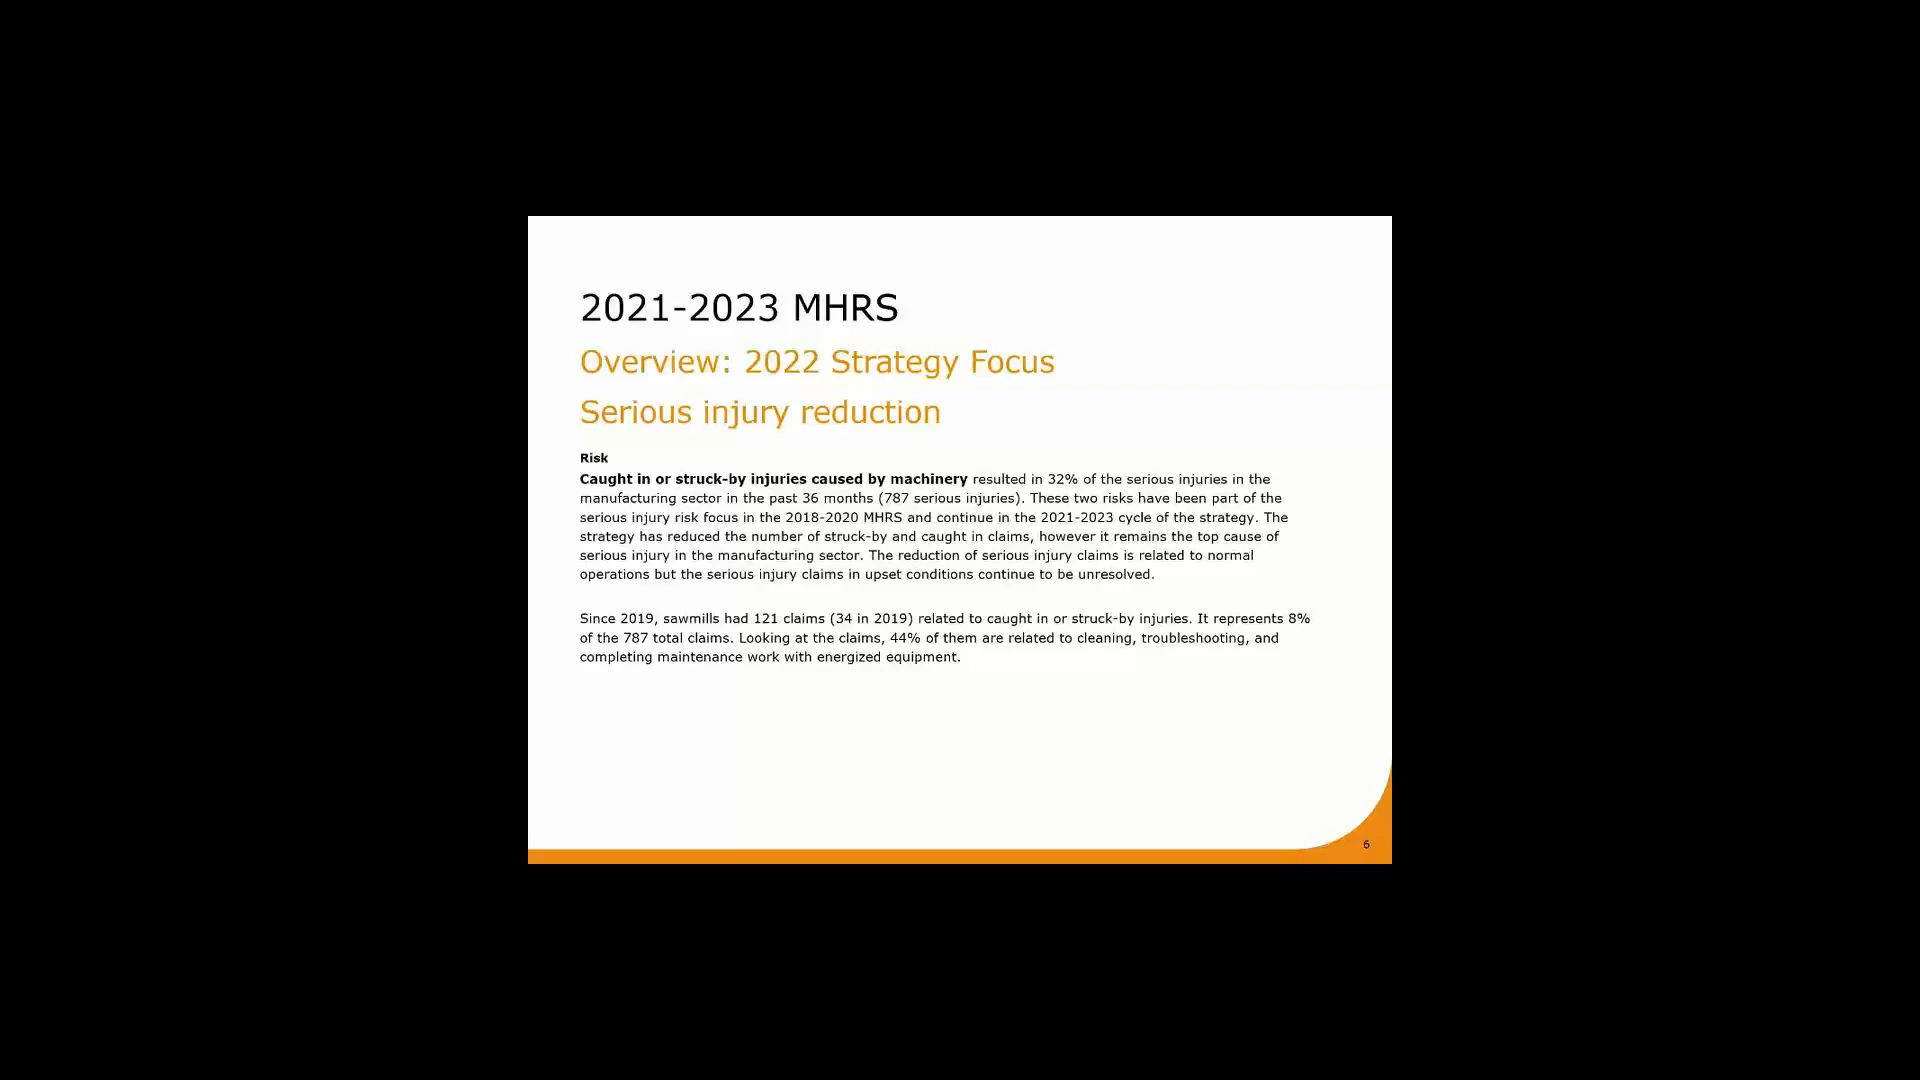 2021-2023 MHRS
Overview: 2022 Strategy Focus
Serious injury reduction
Risk
Caught in or struck-by injuries caused by machinery resulted in 32% of the serious injuries in the
manufacturing sector in the past 36 months (787 serious injuries). These two risks have been part of the
serious injury risk focus in the 2018-2020 MHRS and continue in the 2021-2023 cycle of the strategy. The
strategy has reduced the number of struck-by and caught in claims, however it remains the top cause of
serious injury in the manufacturing sector. The reduction of serious injury claims is related to normal
operations but the serious injury claims in upset conditions continue to be unresolved.
Since 2019, sawmills had 121 claims (34 in 2019) related to caught in or struck-by injuries. It represents 8%
of the 787 total claims. Looking at the claims, 44% of them are related to cleaning, troubleshooting, and
completing maintenance work with energized equipment.
6